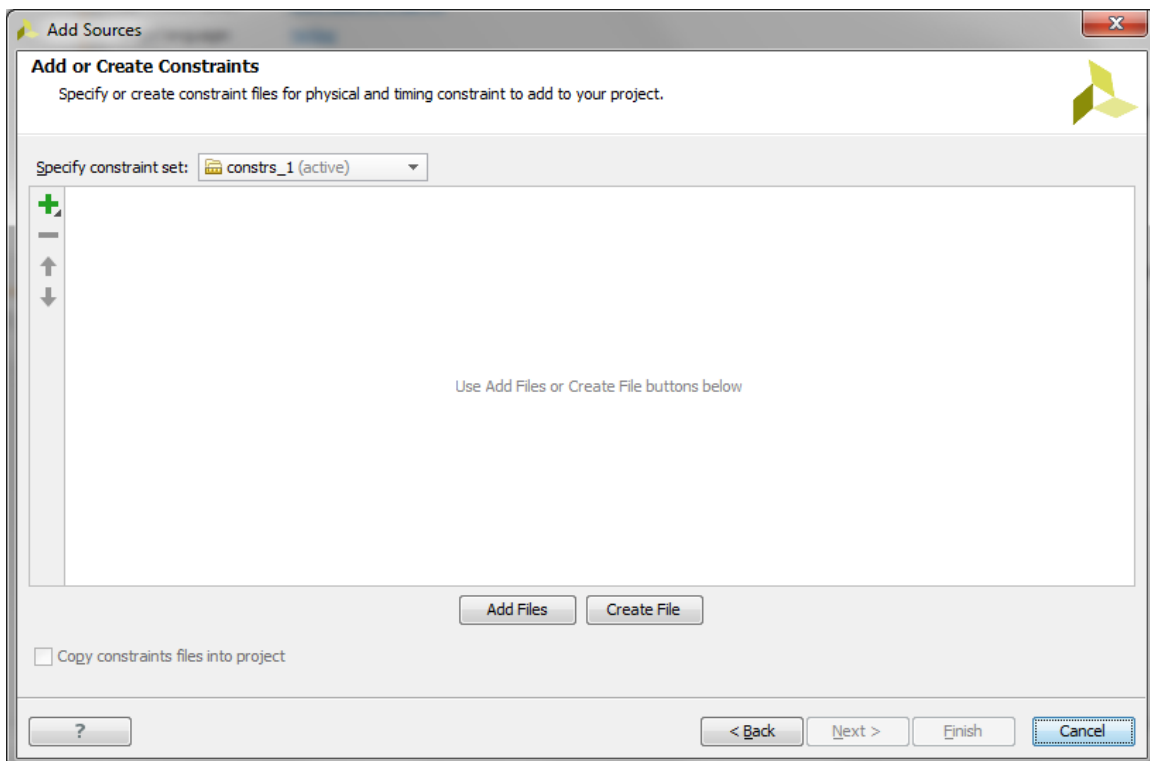 Add Sources
Add or Create Constraints
Specify or create constraint files for physical and timing constraint to add to your project.
Specify constraint set: constrs_1 (active)
Use Add Files or Create File buttons below
Add Files Create File
Copy constraints files into project
? < Back Next > Finish Cancel